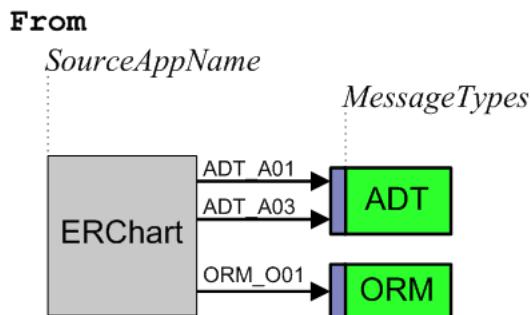 From
SourceAppName
MessageTypes
ADT_A01
ADT_A03
ADT
ERChart
ORM_O01
ORM